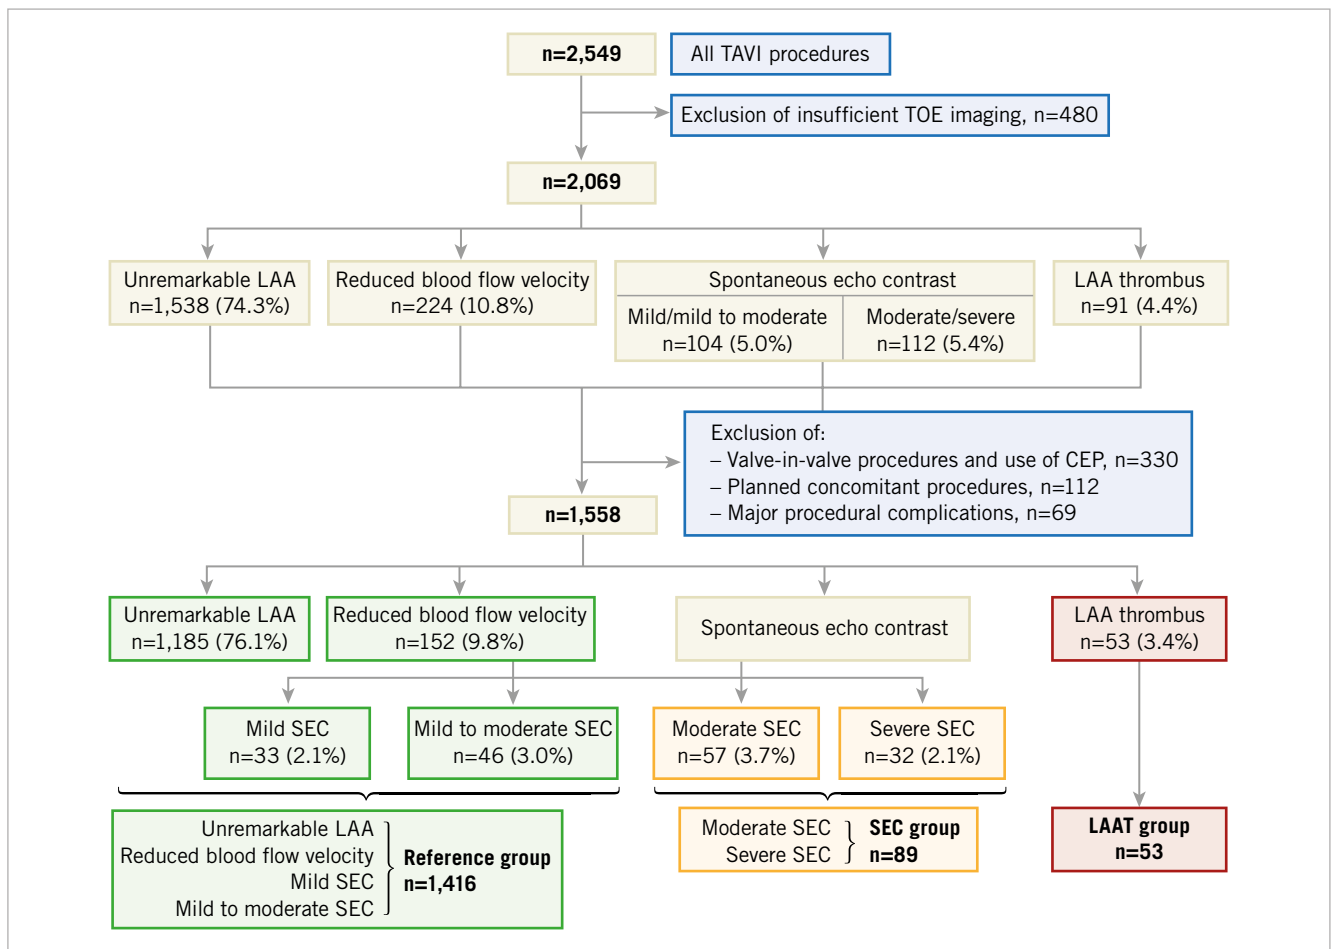 n=2,549
All TAVI procedures
Exclusion of insufficient TOE imaging, n=480
n=2,069
Unremarkable LAA
n=1,538 (74.3%)
Reduced blood flow velocity
n=224 (10.8%)
Spontaneous echo contrast
Mild/mild to moderate
n=104 (5.0%)
Moderate/severe
n=112 (5.4%)
LAA thrombus
n=91 (4.4%)
Exclusion of:
– Valve-in-valve procedures and use of CEP, n=330
– Planned concomitant procedures, n=112
– Major procedural complications, n=69
n=1,558
Unremarkable LAA
n=1,185 (76.1%)
Reduced blood flow velocity
n=152 (9.8%)
Spontaneous echo contrast
LAA thrombus
n=53 (3.4%)
Mild SEC
n=33 (2.1%)
Mild to moderate SEC
n=46 (3.0%)
Moderate SEC
n=57 (3.7%)
Severe SEC
n=32 (2.1%)
Unremarkable LAA
Reduced blood flow velocity
Mild SEC
Mild to moderate SEC
Reference group
n=1,416
Moderate SEC
Severe SEC
SEC group
n=89
LAAT group
n=53